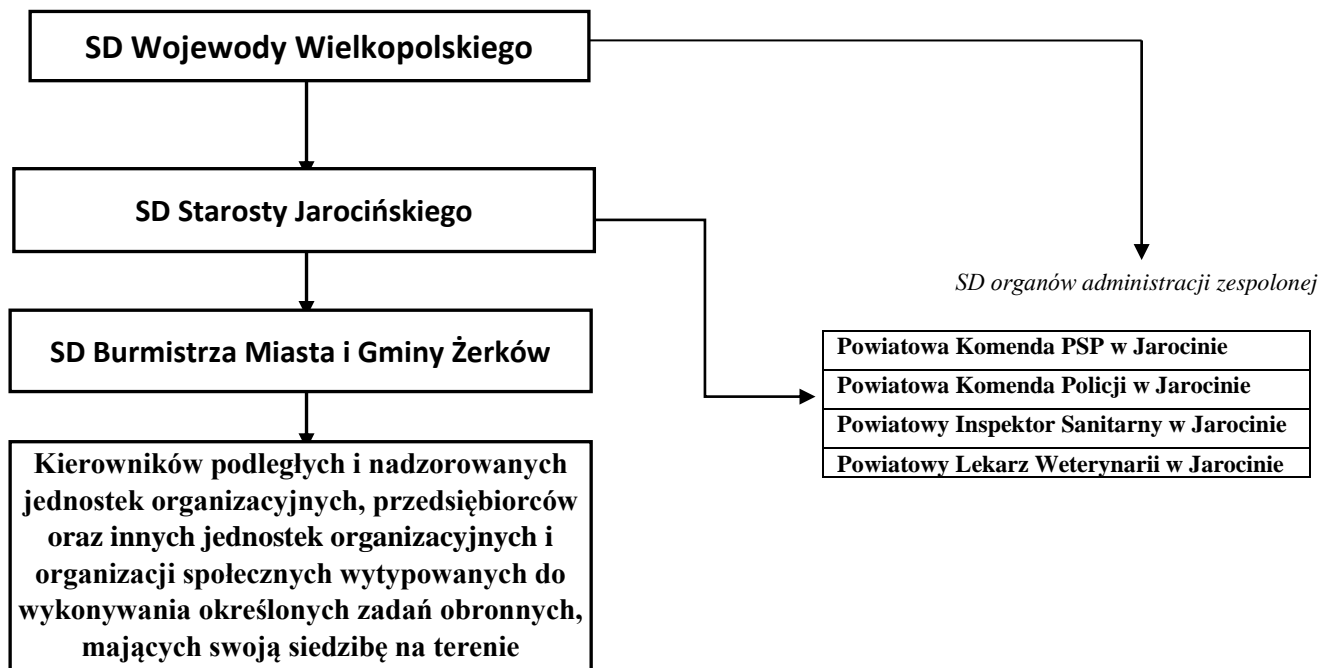 SD Wojewody Wielkopolskiego
SD Starosty Jarocińskiego
SD organów administracji zespolonej
SD Burmistrza Miasta i Gminy Żerków
Powiatowa Komenda PSP w Jarocinie
Powiatowa Komenda Policji w Jarocinie
Powiatowy Inspektor Sanitarny w Jarocinie
Powiatowy Lekarz Weterynarii w Jarocinie
Kierowników podległych i nadzorowanych
jednostek organizacyjnych, przedsiębiorców
oraz innych jednostek organizacyjnych i
organizacji społecznych wytypowanych do
wykonywania określonych zadań obronnych,
mających swoją siedzibę na terenie